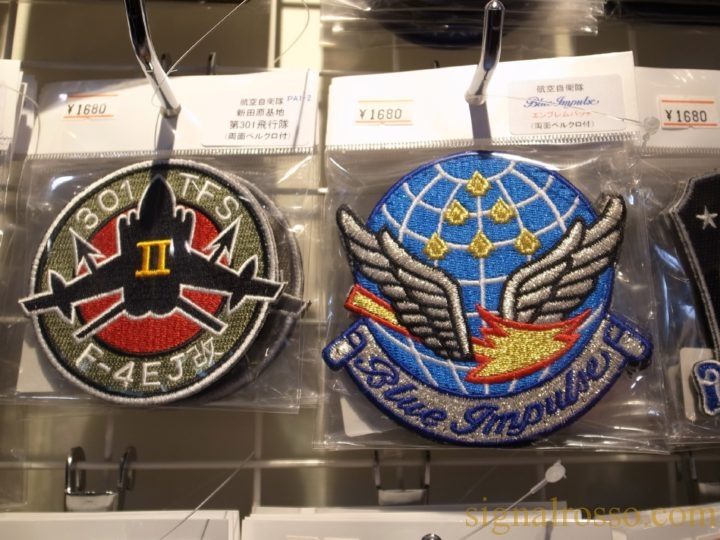 ¥1680
航空自衛隊 PAT-2
新田原基地
第301飛行隊
(両面ベルクロ付)
301 TFS
II
F-4EJ改
¥1680
航空自衛隊
Blue Impulse
エンブレムパッチ
(両面ベルクロ付)
Blue Impulse
¥1680
signalrosso.com